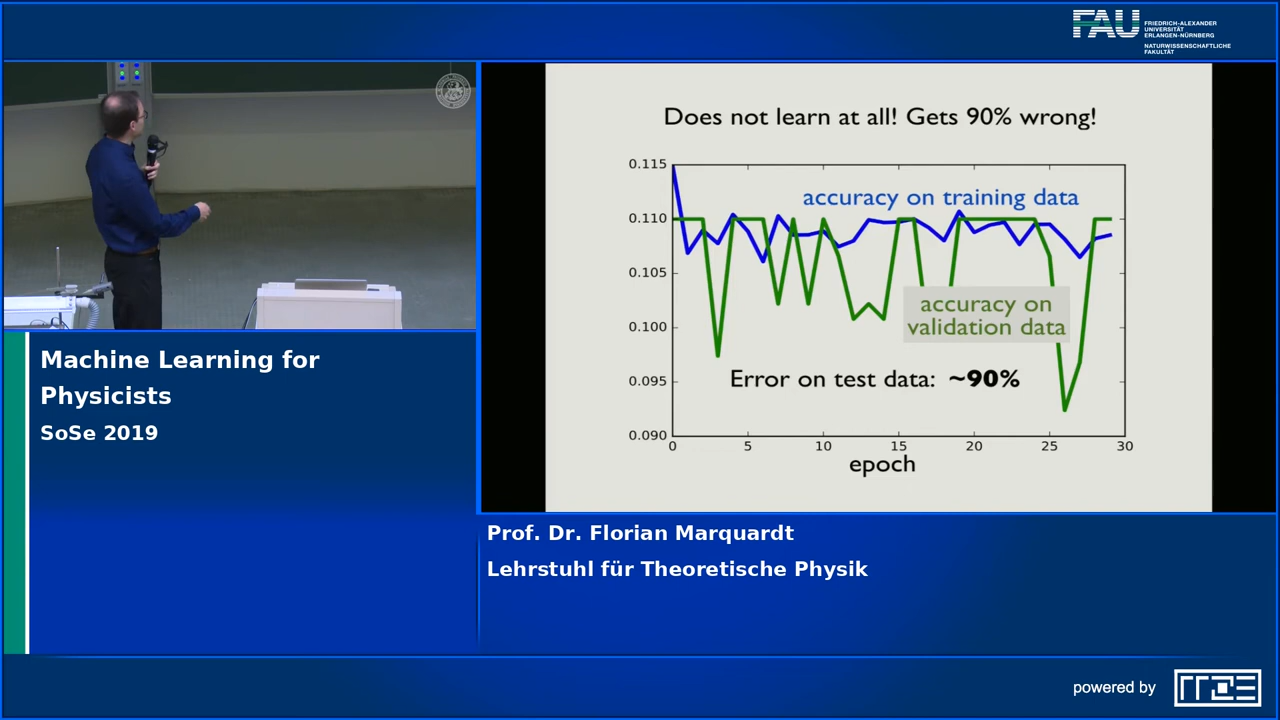 FAU
FRIEDRICH-ALEXANDER
UNIVERSITÄT
ERLANGEN-NÜRNBERG
NATURWISSENSCHAFTLICHE
FAKULTÄT
Does not learn at all! Gets 90% wrong!
0.115
0.110
0.105
0.100
0.095
0.090
accuracy on training data
accuracy on
validation data
Error on test data: ~90%
0 5 10 15 20 25 30
epoch
Machine Learning for
Physicists
SoSe 2019
Prof. Dr. Florian Marquardt
Lehrstuhl für Theoretische Physik
powered by